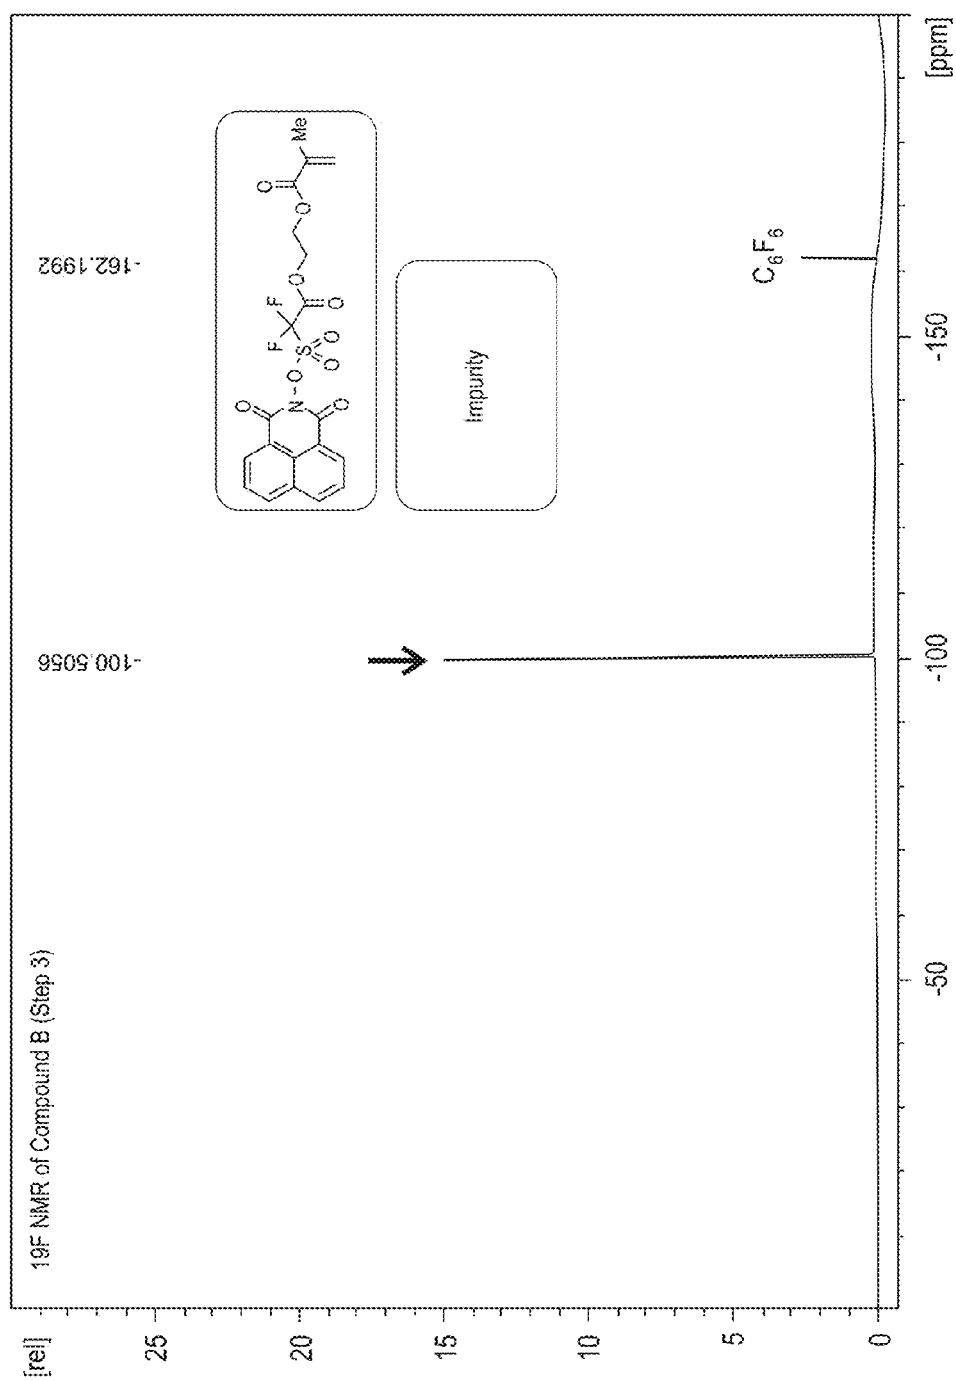 19F NMR of Compound B (Step 3)
-100.5056
-162.1992
O
N
O
O
S
O
O
F
F
O
O
O
O
Me
Impurity
C6F6
[rel]
25
20
15
10
5
0
-50
-100
-150
[ppm]